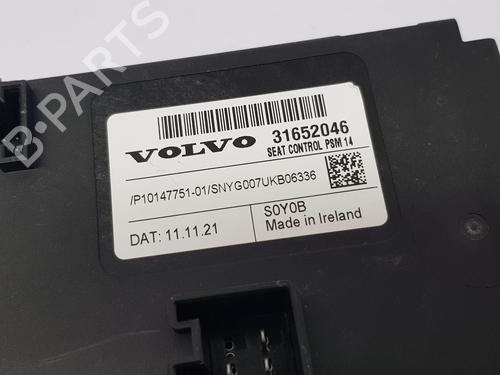 VOLVO 31652046
SEAT CONTROL PSM 14
/P10147751-01/SNYG007UKB06336
S0Y0B
DAT: 11.11.21 Made in Ireland
B-PARTS